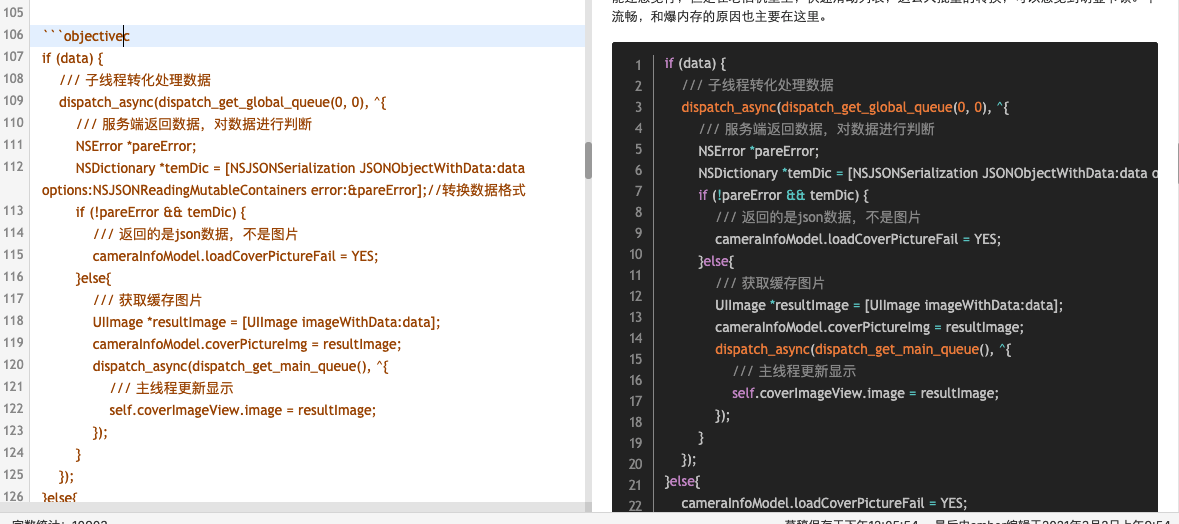 105
106 ```objectivec
107 if (data) {
108 /// 子线程转化处理数据
109 dispatch_async(dispatch_get_global_queue(0, 0), ^{
110 /// 服务端返回数据，对数据进行判断
111 NSError *pareError;
112 NSDictionary *temDic = [NSJSONSerialization JSONObjectWithData:data
options:NSJSONReadingMutableContainers error:&pareError];//转换数据格式
113 if (!pareError && temDic) {
114 /// 返回的是json数据，不是图片
115 cameraInfoModel.loadCoverPictureFail = YES;
116 }else{
117 /// 获取缓存图片
118 UIImage *resultImage = [UIImage imageWithData:data];
119 cameraInfoModel.coverPictureImg = resultImage;
120 dispatch_async(dispatch_get_main_queue(), ^{
121 /// 主线程更新显示
122 self.coverImageView.image = resultImage;
123 });
124 }
125 });
126 }else{
流畅，和爆内存的原因也主要在这里。
1 if (data) {
2 /// 子线程转化处理数据
3 dispatch_async(dispatch_get_global_queue(0, 0), ^{
4 /// 服务端返回数据，对数据进行判断
5 NSError *pareError;
6 NSDictionary *temDic = [NSJSONSerialization JSONObjectWithData:data o
7 if (!pareError && temDic) {
8 /// 返回的是json数据，不是图片
9 cameraInfoModel.loadCoverPictureFail = YES;
10 }else{
11 /// 获取缓存图片
12 UIImage *resultImage = [UIImage imageWithData:data];
13 cameraInfoModel.coverPictureImg = resultImage;
14 dispatch_async(dispatch_get_main_queue(), ^{
15 /// 主线程更新显示
16 self.coverImageView.image = resultImage;
17 });
18 }
19 });
20 }else{
21 cameraInfoModel.loadCoverPictureFail = YES;
22